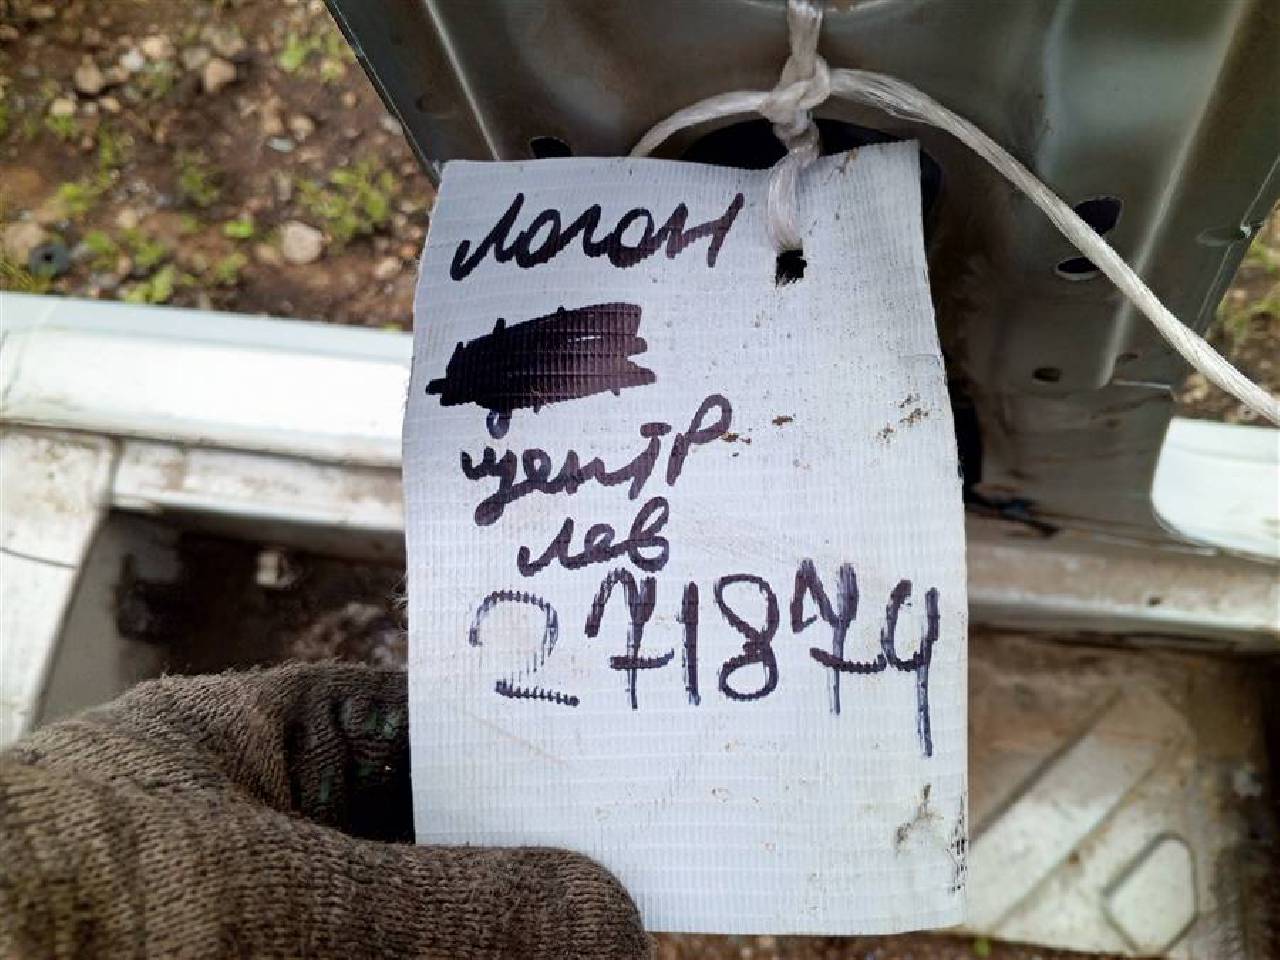 Логан
центр
лев
271874